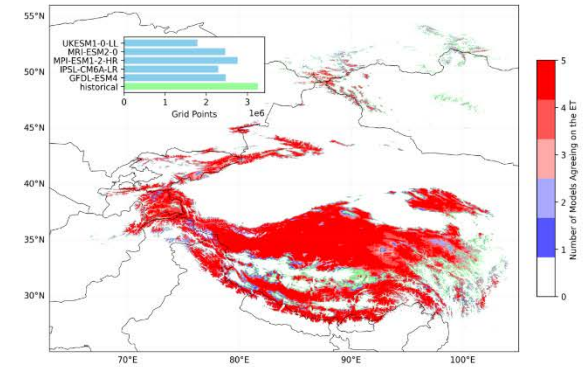 55°N
50°N
45°N
40°N
35°N
30°N
70°E 80°E 90°E 100°E
UKESM1-0-LL
MRI-ESM2-0
MPI-ESM1-2-HR
IPSL-CM6A-LR
GFDL-ESM4
historical
0 1 2 3
1e6
Grid Points
5
4
3
2
1
0
Number of Models Agreeing on the ET